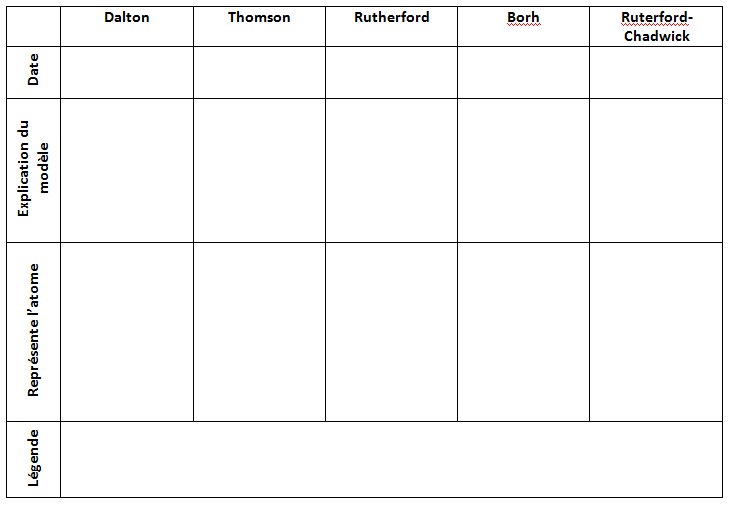 Dalton
Thomson
Rutherford
Borh
Ruterford-
Chadwick
Date
Explication du
modèle
Représente l'atome
Légende